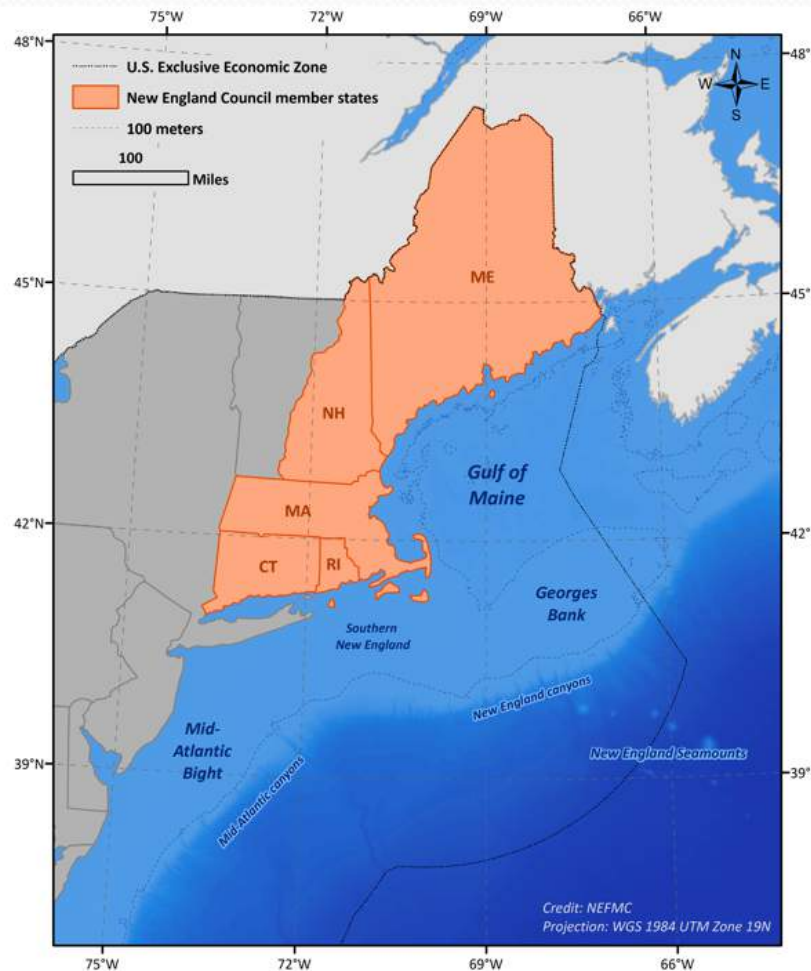 75°W 72°W 69°W 66°W
48°N
48°
U.S. Exclusive Economic Zone
New England Council member states
100 meters
100
Miles
N
W E
S
45°N
45°
ME
NH
Gulf of
Maine
MA
42°N
42°
CT
RI
Georges
Bank
Southern
New England
New England canyons
Mid-
Atlantic
Bight
New England Seamounts
39°N
39°
Mid-Atlantic canyons
Credit: NEFMC
Projection: WGS 1984 UTM Zone 19N
75°W 72°W 69°W 66°W